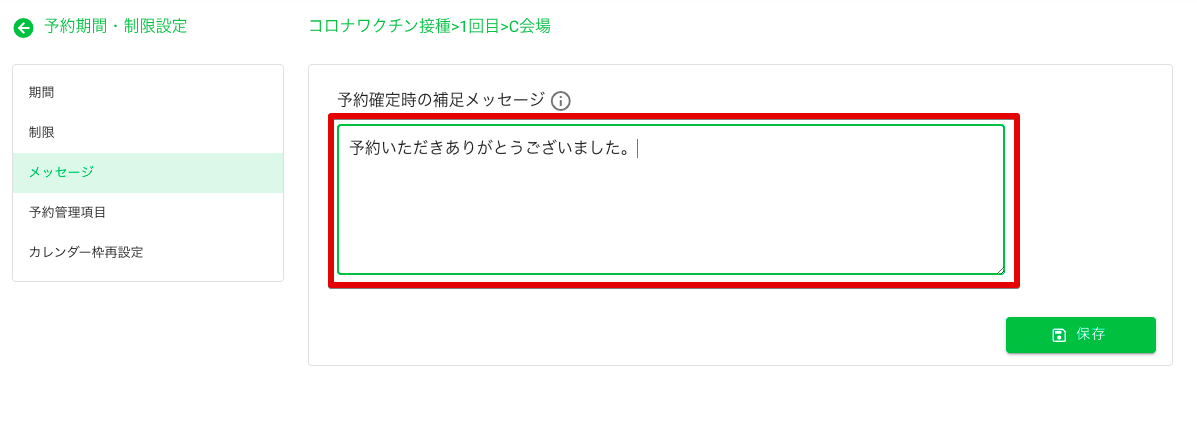 予約期間・制限設定
コロナワクチン接種>1回目>C会場
期間
制限
メッセージ
予約管理項目
カレンダー枠再設定
予約確定時の補足メッセージ
予約いただきありがとうございました。
保存